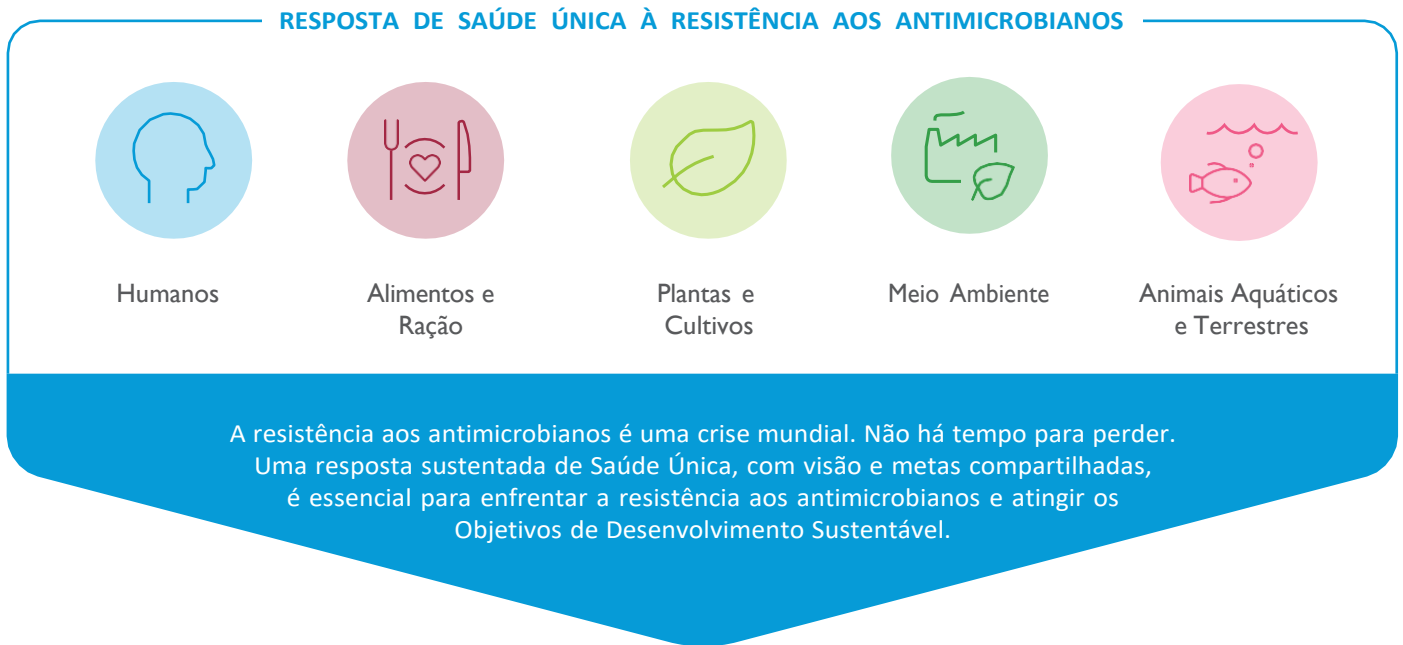 RESPOSTA DE SAÚDE ÚNICA À RESISTÊNCIA AOS ANTIMICROBIANOS
Humanos
Alimentos e
Ração
Plantas e
Cultivos
Meio Ambiente
Animais Aquáticos
e Terrestres
A resistência aos antimicrobianos é uma crise mundial. Não há tempo para perder.
Uma resposta sustentada de Saúde Única, com visão e metas compartilhadas,
é essencial para enfrentar a resistência aos antimicrobianos e atingir os
Objetivos de Desenvolvimento Sustentável.